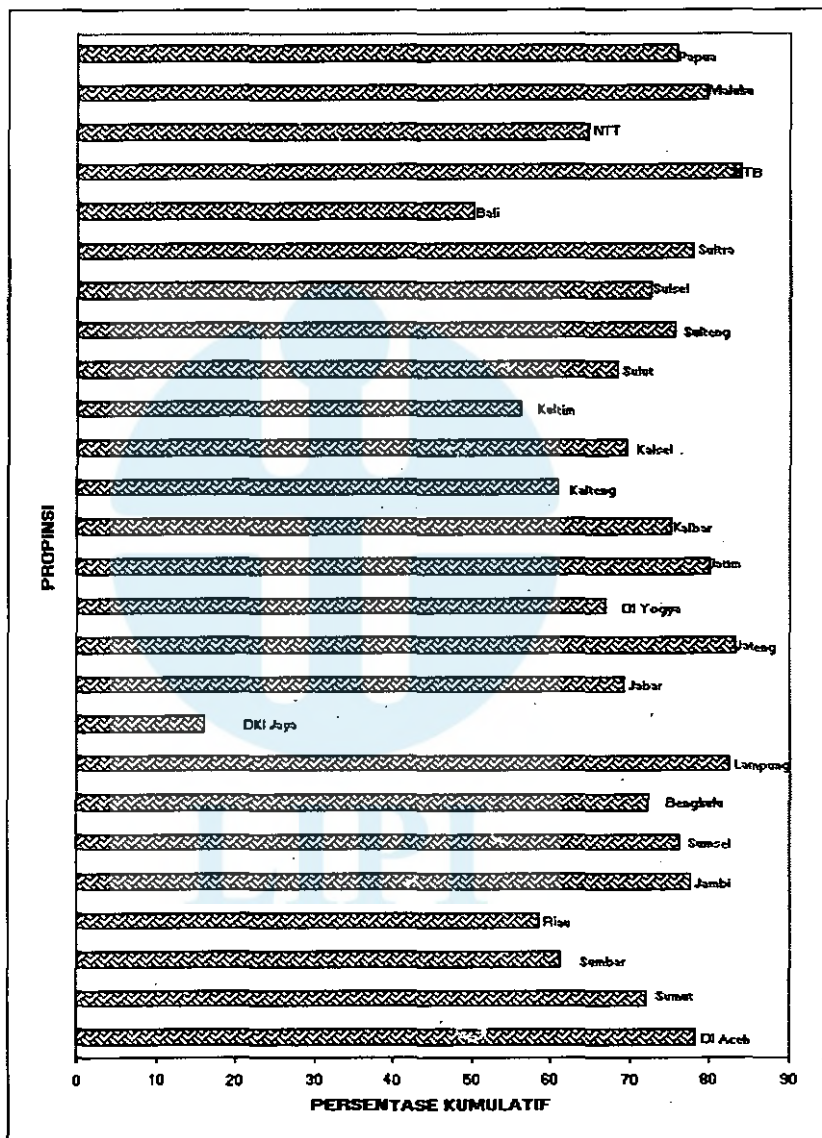 Papua
Maluku
NTT
NTB
Bali
Sultra
Sulsel
Sulteng
Sulut
Kaltim
Kalsel
Kalteng
Kalbar
Jatim
DI Yogya
Jateng
Jabar
DKI Jaya
Lampung
Bengkulu
Sumsel
Jambi
Riau
Sumbar
Sumut
DI Aceh
PROPINSI
0 10 20 30 40 50 60 70 80 90
PERSENTASE KUMULATIF
LIPI